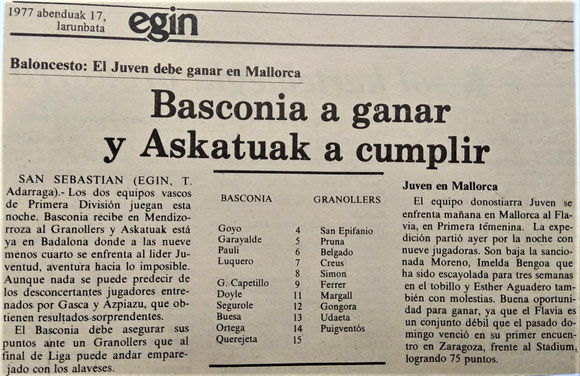 1977 abenduak 17,
larunbata
egin
Baloncesto: El Juven debe ganar en Mallorca
Basconia a ganar
y Askatuak a cumplir
SAN SEBASTIAN (EGIN, T.
Adarraga).- Los dos equipos vascos
de Primera División juegan esta
noche. Basconia recibe en Mendizo-
rroza al Granollers y Askatuak está
ya en Badalona donde a las nueve
menos cuarto se enfrenta al líder Ju-
ventud, aventura hacia lo imposible.
Aunque nada se puede predecir de
los desconcertantes jugadores entre-
nados por Gasca y Azpiazu, que ob-
tienen resultados sorprendentes.
El Basconia debe asegurar sus
puntos ante un Granollers que al
final de Liga puede andar empare-
jado con los alaveses.
BASCONIA GRANOLLERS
Goyo 4 San Epifanio
Garayalde 5 Pruna
Pauli 6 Belgado
Luquero 7 Creus
8 Simon
G. Capetillo 9 Ferrer
Doyle 11 Margall
Segurole 12 Gongora
Buesa 13 Udaeta
Ortega 14 Puigventós
Querejeta 15
Juven en Mallorca
El equipo donostiarra Juven se
enfrenta mañana en Mallorca al Fla-
via, en Primera fémenina. La expe-
dición partió ayer por la noche con
nueve jugadoras. Son baja la sancio-
nada Moreno, Imelda Bengoa que
ha sido escayolada para tres semanas
en el tobillo y Esther Aguadero tam-
bién con molestias. Buena oportuni-
dad para ganar, ya que el Flavia es
un conjunto débil que el pasado do-
mingo venció en su primer encuen-
tro en Zaragoza, frente al Stadium,
logrando 75 puntos.